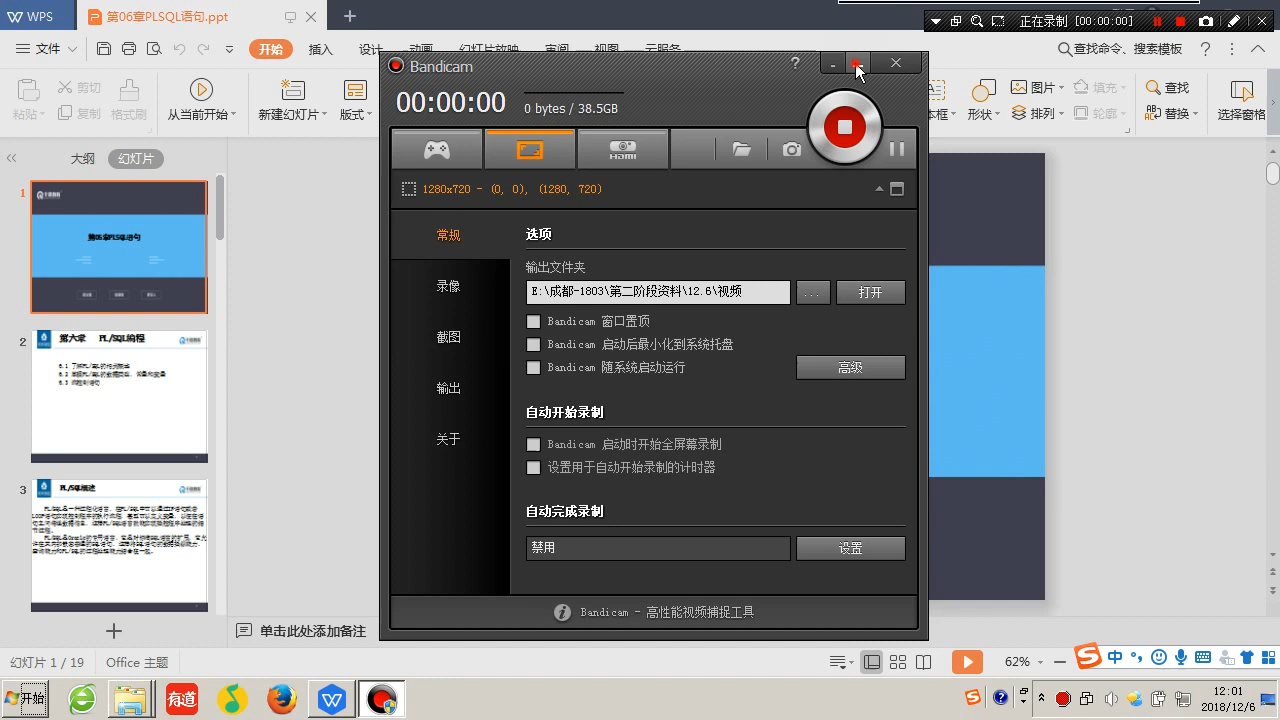 WPS
第06章PLSQL语句.ppt
正在录制 [00:00:00]
文件
开始
插入
设计
动画
幻灯片放映
审阅
视图
云服务
查找命令、搜索模板
粘贴
剪切
复制
格式刷
从当前开始
新建幻灯片
版式
图片
填充
查找
形状
排列
轮廓
替换
选择窗格
大纲
幻灯片
1
第06章PLSQL语句
2
第六章 PL/SQL编程
3
PL/SQL概述
Bandicam
00:00:00
0 bytes / 38.5GB
HDMI
1280x720 - (0, 0), (1280, 720)
常规
录像
截图
输出
关于
选项
输出文件夹
E:\成都-183\第二阶段资料\12.6\视频
...
打开
Bandicam 窗口置顶
Bandicam 启动后最小化到系统托盘
Bandicam 随系统启动运行
高级
自动开始录制
Bandicam 启动时开始全屏幕录制
设置用于自动开始录制的计时器
自动完成录制
禁用
设置
Bandicam - 高性能视频捕捉工具
单击此处添加备注
幻灯片 1 / 19
Office 主题
62%
中
开始
有道
12:01
2018/12/6